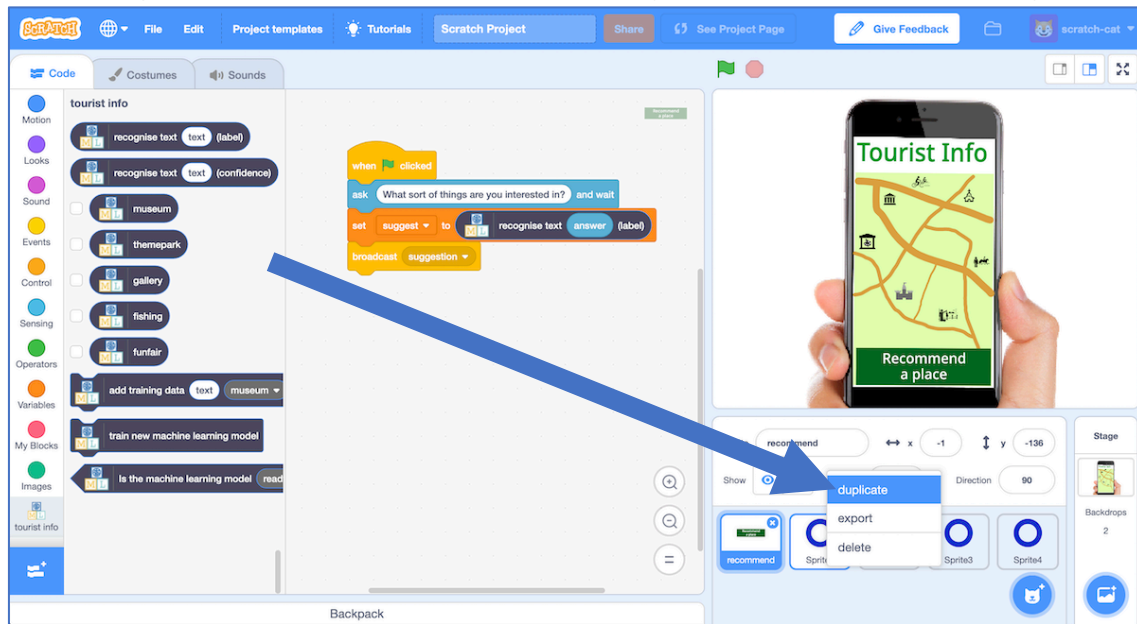 SCRATCH
File
Edit
Project templates
Tutorials
Scratch Project
Share
See Project Page
Give Feedback
scratch-cat
Code
Costumes
Sounds
Motion
Looks
Sound
Events
Control
Sensing
Operators
Variables
My Blocks
Images
tourist info
tourist info
recognise text text (label)
recognise text text (confidence)
museum
themepark
gallery
fishing
funfair
add training data text museum
train new machine learning model
Is the machine learning model read
Recommend
a place
when clicked
ask What sort of things are you interested in? and wait
set suggest to recognise text answer (label)
broadcast suggestion
Tourist Info
Recommend
a place
recommend
x -1
y -136
Show
Direction 90
duplicate
export
delete
recommend
Sprite3
Sprite4
Stage
Backdrops
2
Backpack